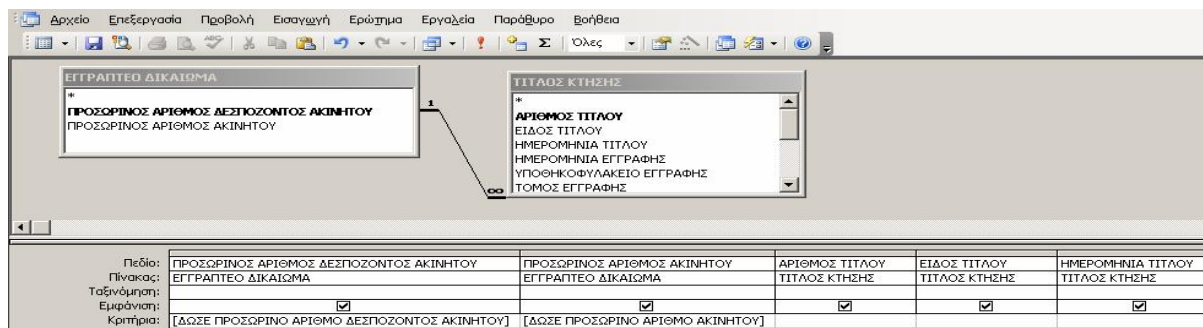 Αρχείο Επεξεργασία Προβολή Εισαγωγή Ερώτημα Εργαλεία Παράθυρο Βοήθεια
Σ Όλες
ΕΓΓΡΑΠΤΕΟ ΔΙΚΑΙΩΜΑ
*
ΠΡΟΣΩΡΙΝΟΣ ΑΡΙΘΜΟΣ ΔΕΣΠΟΖΟΝΤΟΣ ΑΚΙΝΗΤΟΥ
ΠΡΟΣΩΡΙΝΟΣ ΑΡΙΘΜΟΣ ΑΚΙΝΗΤΟΥ
1
∞
ΤΙΤΛΟΣ ΚΤΗΣΗΣ
*
ΑΡΙΘΜΟΣ ΤΙΤΛΟΥ
ΕΙΔΟΣ ΤΙΤΛΟΥ
ΗΜΕΡΟΜΗΝΙΑ ΤΙΤΛΟΥ
ΗΜΕΡΟΜΗΝΙΑ ΕΓΓΡΑΦΗΣ
ΥΠΟΘΗΚΟΦΥΛΑΚΕΙΟ ΕΓΓΡΑΦΗΣ
ΤΟΜΟΣ ΕΓΓΡΑΦΗΣ
Πεδίο: ΠΡΟΣΩΡΙΝΟΣ ΑΡΙΘΜΟΣ ΔΕΣΠΟΖΟΝΤΟΣ ΑΚΙΝΗΤΟΥ ΠΡΟΣΩΡΙΝΟΣ ΑΡΙΘΜΟΣ ΑΚΙΝΗΤΟΥ ΑΡΙΘΜΟΣ ΤΙΤΛΟΥ ΕΙΔΟΣ ΤΙΤΛΟΥ ΗΜΕΡΟΜΗΝΙΑ ΤΙΤΛΟΥ
Πίνακας: ΕΓΓΡΑΠΤΕΟ ΔΙΚΑΙΩΜΑ ΕΓΓΡΑΠΤΕΟ ΔΙΚΑΙΩΜΑ ΤΙΤΛΟΣ ΚΤΗΣΗΣ ΤΙΤΛΟΣ ΚΤΗΣΗΣ ΤΙΤΛΟΣ ΚΤΗΣΗΣ
Ταξινόμηση:
Εμφάνιση:
Κριτήρια: [ΔΩΣΕ ΠΡΟΣΩΡΙΝΟ ΑΡΙΘΜΟ ΔΕΣΠΟΖΟΝΤΟΣ ΑΚΙΝΗΤΟΥ] [ΔΩΣΕ ΠΡΟΣΩΡΙΝΟ ΑΡΙΘΜΟ ΑΚΙΝΗΤΟΥ]